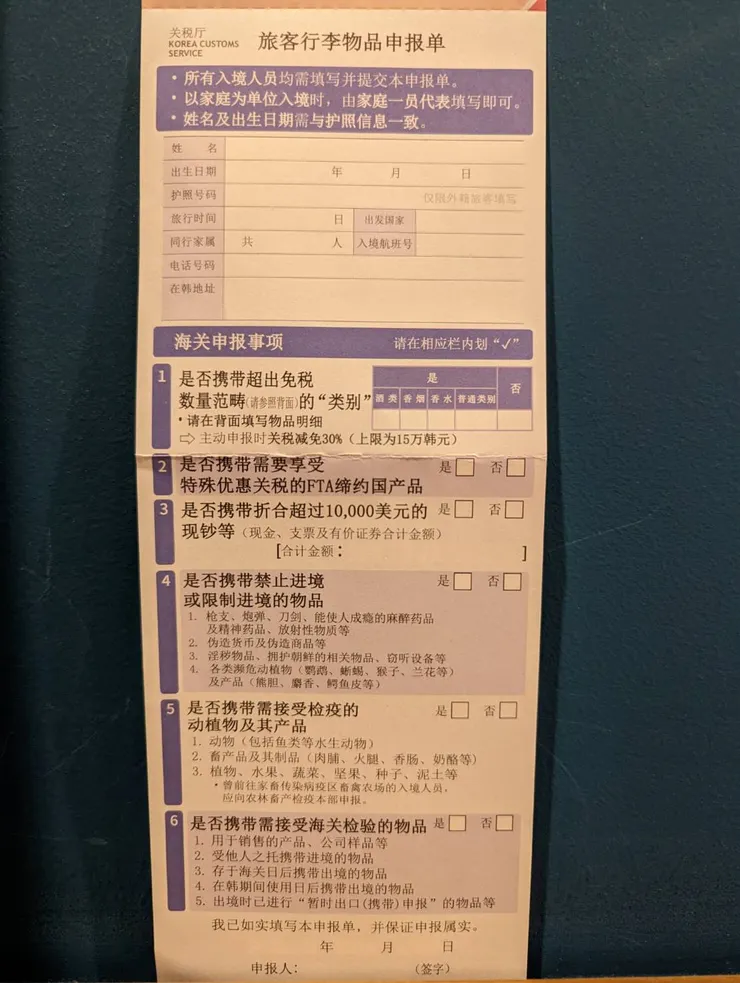 关税厅
KOREA CUSTOMS
SERVICE
旅客行李物品申报单
• 所有入境人员均需填写并提交本申报单。
• 以家庭为单位入境时，由家庭一员代表填写即可。
• 姓名及出生日期需与护照信息一致。
姓 名
出生日期 年 月 日
护照号码 仅限外籍旅客填写
旅行时间 日 出发国家
同行家属 共 人 入境航班号
电话号码
在韩地址
海关申报事项 请在相应栏内划“✓”
1 是否携带超出免税
数量范畴(请参照背面)的“类别”
是 否
酒类 香烟 香水 普通类别
• 请在背面填写物品明细
⇨ 主动申报时关税减免30%（上限为15万韩元）
2 是否携带需要享受 是 □ 否 □
特殊优惠关税的FTA缔约国产品
3 是否携带折合超过10,000美元的 是 □ 否 □
现钞等（现金、支票及有价证券合计金额）
[合计金额： ]
4 是否携带禁止进境 是 □ 否 □
或限制进境的物品
1. 枪支、炮弹、刀剑、能使人成瘾的麻醉药品
及精神药品、放射性物质等
2. 伪造货币及伪造商品等
3. 淫秽物品、拥护朝鲜的相关物品、窃听设备等
4. 各类濒危动植物（鹦鹉、蜥蜴、猴子、兰花等）
及产品（熊胆、麝香、鳄鱼皮等）
5 是否携带需接受检疫的 是 □ 否 □
动植物及其产品
1. 动物（包括鱼类等水生动物）
2. 畜产品及其制品（肉脯、火腿、香肠、奶酪等）
3. 植物、水果、蔬菜、坚果、种子、泥土等
• 曾前往家畜传染病疫区畜禽农场的入境人员，
应向农林畜产检疫本部申报。
6 是否携带需接受海关检验的物品 是 □ 否 □
1. 用于销售的产品、公司样品等
2. 受他人之托携带进境的物品
3. 存于海关日后携带出境的物品
4. 在韩期间使用日后携带出境的物品
5. 出境时已进行“暂时出口(携带)申报”的物品等
我已如实填写本申报单，并保证申报属实。
年 月 日
申报人： （签字）